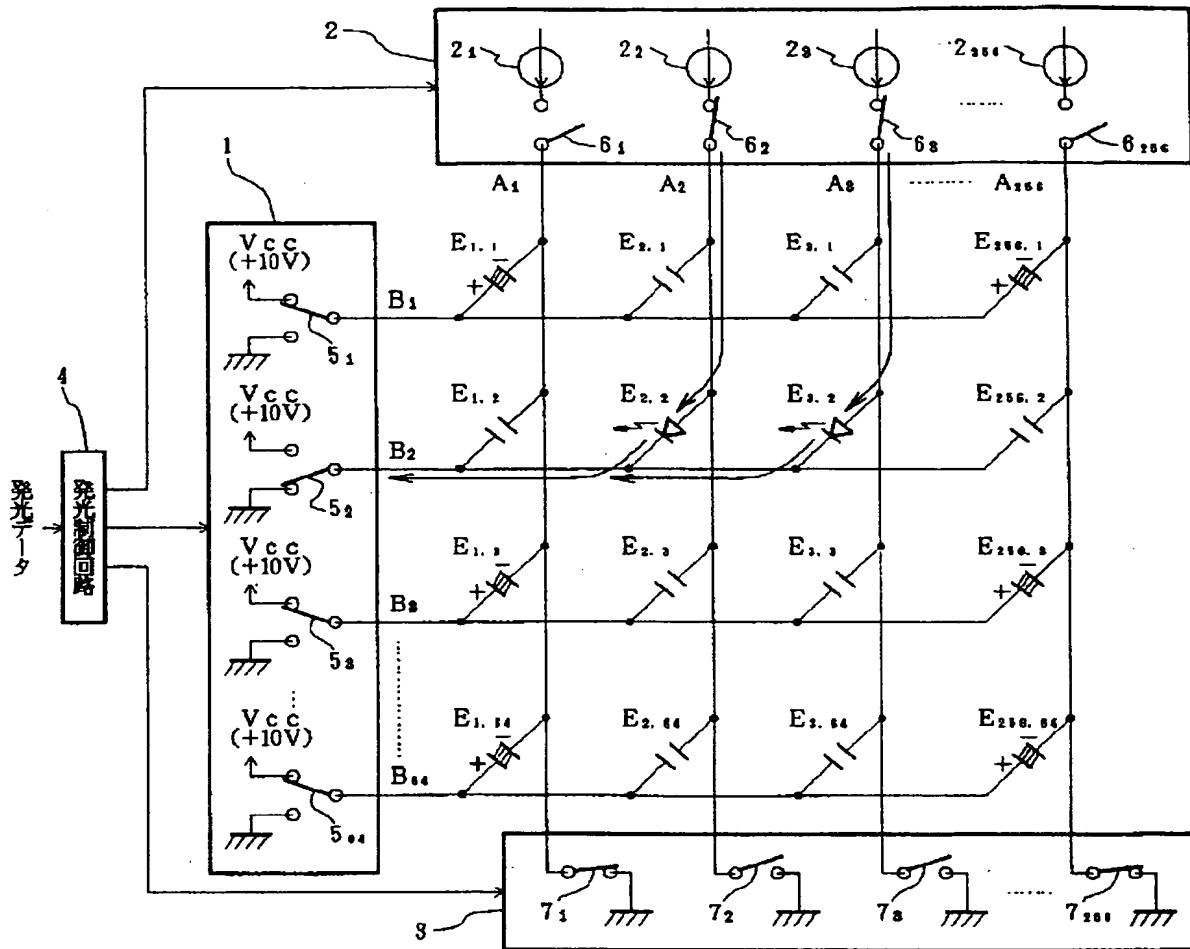 2
2₁
2₂
2₃
2₂₅₆
6₁
6₂
6₃
6₂₅₆
1
A₁
A₂
A₃
A₂₅₆
Vcc
(+10V)
5₁
B₁
E₁.₁
E₂.₁
E₃.₁
E₂₅₆.₁
+
−
+
−
4
発光データ
発光制御回路
Vcc
(+10V)
5₂
B₂
E₁.₂
E₂.₂
E₃.₂
E₂₅₆.₂
Vcc
(+10V)
5₃
B₃
E₁.₃
E₂.₃
E₃.₃
E₂₅₆.₃
+
−
+
−
Vcc
(+10V)
5₆₄
B₆₄
E₁.₆₄
E₂.₆₄
E₃.₆₄
E₂₅₆.₆₄
+
−
+
−
3
7₁
7₂
7₃
7₂₅₆